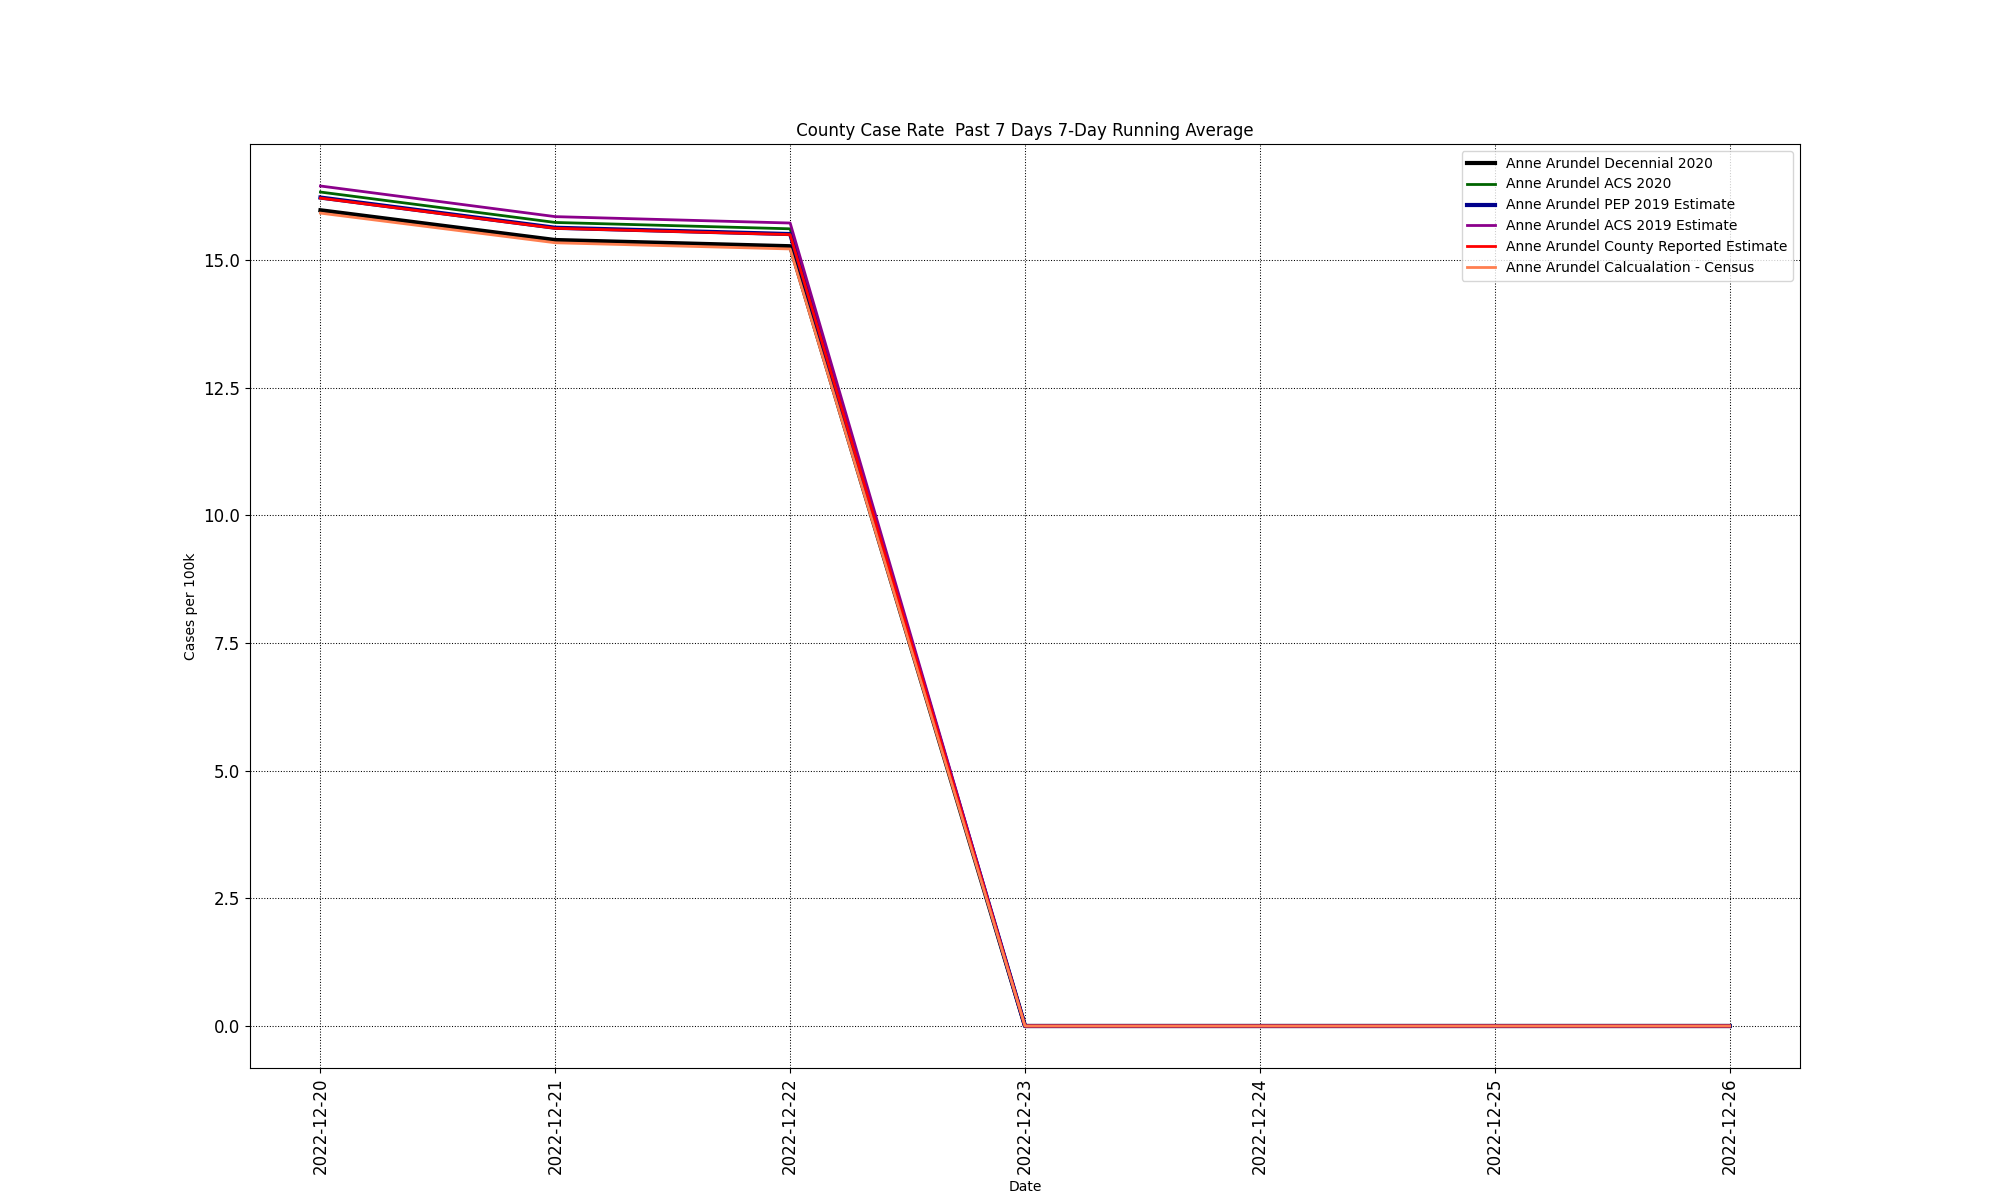 County Case Rate  Past 7 Days 7-Day Running Average
Anne Arundel Decennial 2020
Anne Arundel ACS 2020
Anne Arundel PEP 2019 Estimate
Anne Arundel ACS 2019 Estimate
Anne Arundel County Reported Estimate
Anne Arundel Calcualation - Census
Cases per 100k
15.0
12.5
10.0
7.5
5.0
2.5
0.0
2022-12-20
2022-12-21
2022-12-22
2022-12-23
2022-12-24
2022-12-25
2022-12-26
Date